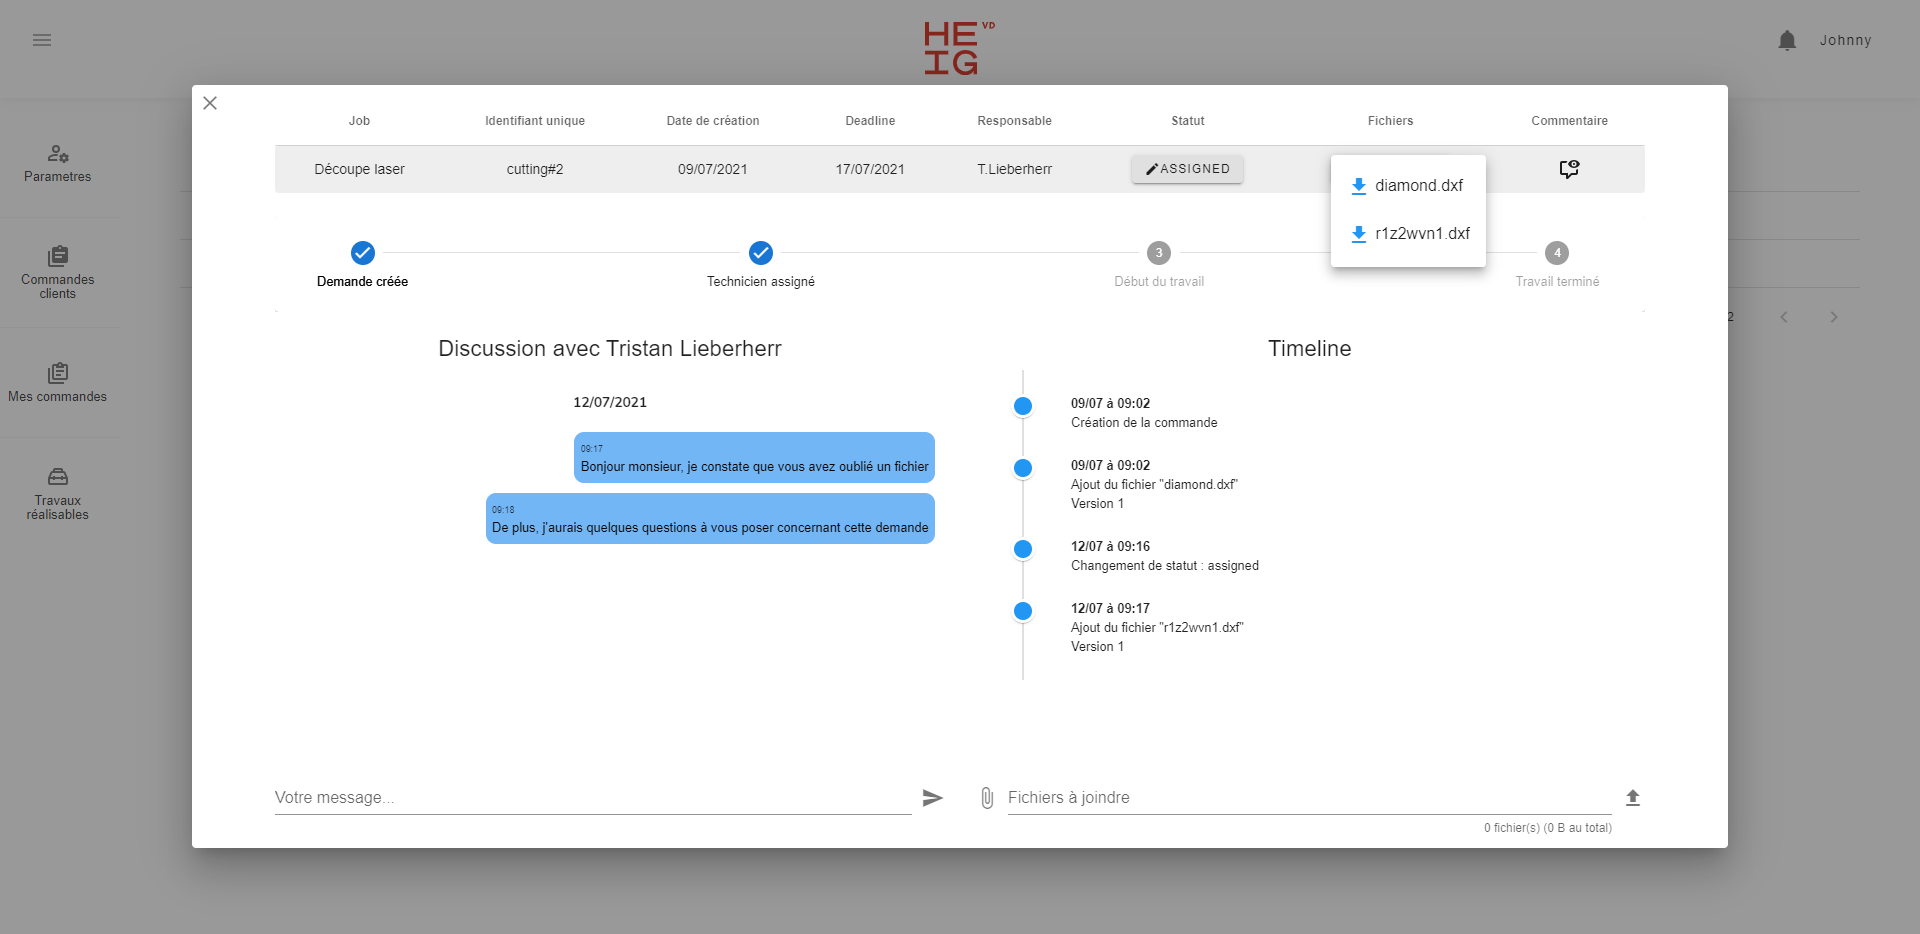 HE VD
IG
Johnny
Parametres
Commandes
clients
Mes commandes
Travaux
réalisables
Job Identifiant unique Date de création Deadline Responsable Statut Fichiers Commentaire
Découpe laser cutting#2 09/07/2021 17/07/2021 T.Lieberherr ASSIGNED
diamond.dxf
r1z2wvn1.dxf
3 4
Demande créée Technicien assigné Début du travail Travail terminé
2
Discussion avec Tristan Lieberherr
12/07/2021
09:17
Bonjour monsieur, je constate que vous avez oublié un fichier
09:18
De plus, j'aurais quelques questions à vous poser concernant cette demande
Timeline
09/07 à 09:02
Création de la commande
09/07 à 09:02
Ajout du fichier "diamond.dxf"
Version 1
12/07 à 09:16
Changement de statut : assigned
12/07 à 09:17
Ajout du fichier "r1z2wvn1.dxf"
Version 1
Votre message...
Fichiers à joindre
0 fichier(s) (0 B au total)